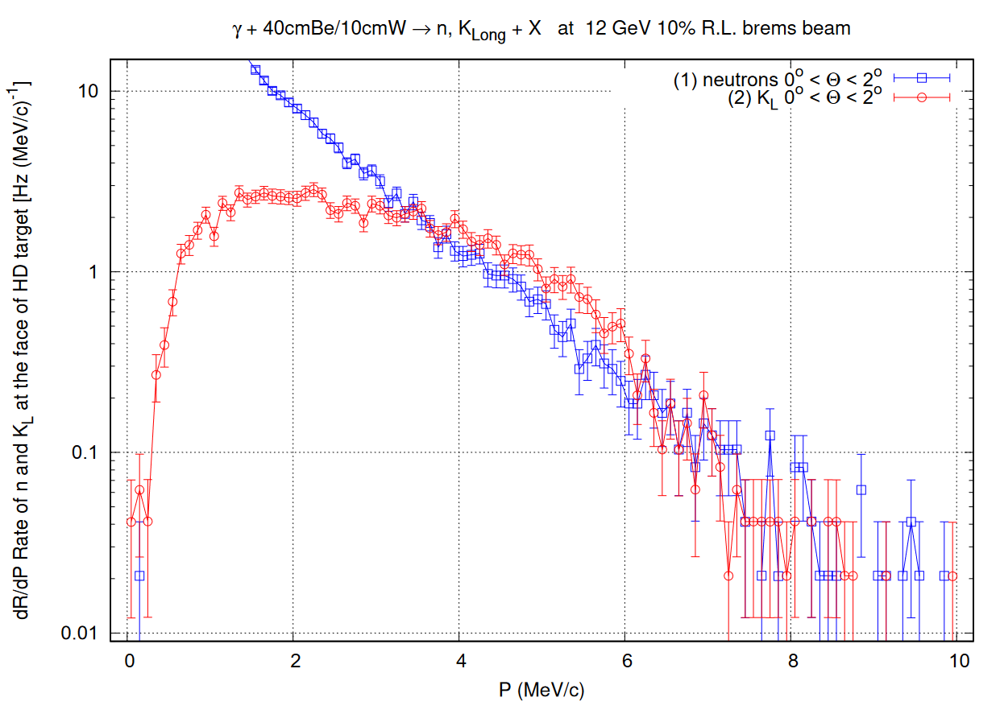 γ + 40cmBe/10cmW → n, K_Long + X at 12 GeV 10% R.L. brems beam
(1) neutrons 0° < Θ < 2°
(2) K_L 0° < Θ < 2°
dR/dP Rate of n and K_L at the face of HD target [Hz (MeV/c)^-1]
10
1
0.1
0.01
0 2 4 6 8 10
P (MeV/c)